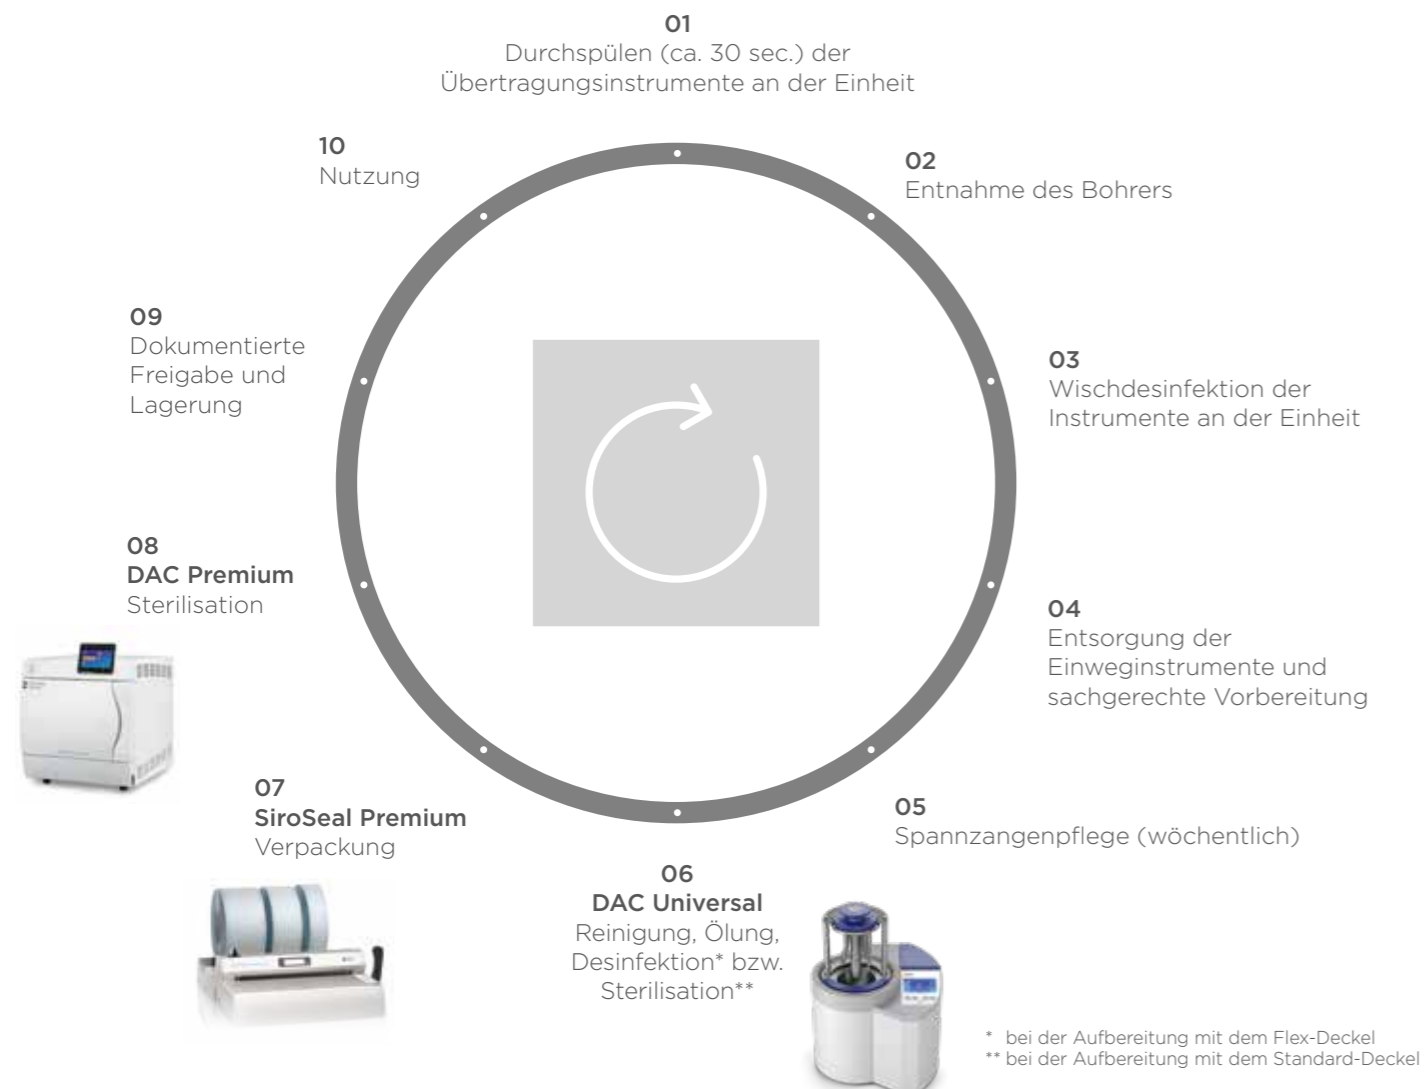 01
Durchspülen (ca. 30 sec.) der
Übertragungsinstrumente an der Einheit
02
Entnahme des Bohrers
03
Wischdesinfektion der
Instrumente an der Einheit
04
Entsorgung der
Einweginstrumente und
sachgerechte Vorbereitung
05
Spannzangenpflege (wöchentlich)
06
DAC Universal
Reinigung, Ölung,
Desinfektion* bzw.
Sterilisation**
07
SiroSeal Premium
Verpackung
08
DAC Premium
Sterilisation
09
Dokumentierte
Freigabe und
Lagerung
10
Nutzung
* bei der Aufbereitung mit dem Flex-Deckel
** bei der Aufbereitung mit dem Standard-Deckel